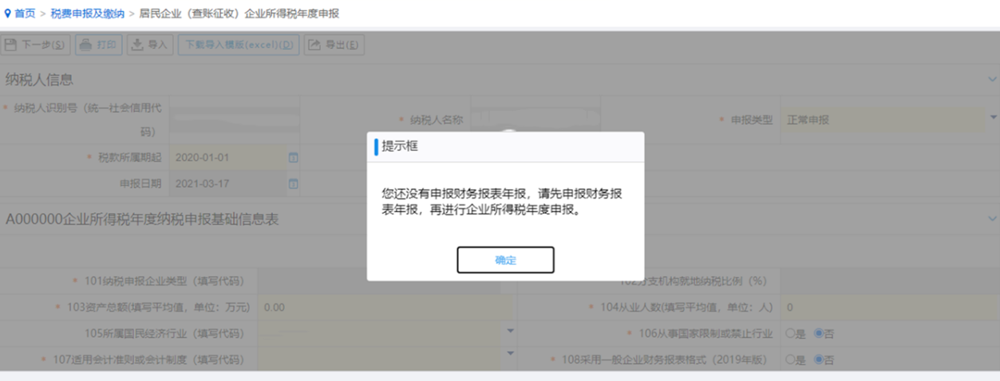 首页 > 税费申报及缴纳 > 居民企业（查账征收）企业所得税年度申报
下一步(S) 打印 导入 下载导入模版(excel)(D) 导出(E)
纳税人信息
* 纳税人识别号（统一社会信用代码）
* 纳税人名称
* 申报类型 正常申报
* 税款所属期起 2020-01-01
申报日期 2021-03-17
提示框
您还没有申报财务报表年报，请先申报财务报
表年报，再进行企业所得税年度申报。
确定
A000000企业所得税年度纳税申报基础信息表
* 101纳税申报企业类型（填写代码）
102分支机构就地纳税比例（%）
* 103资产总额(填写平均值，单位：万元) 0.00
* 104从业人数(填写平均值，单位：人) 0
105所属国民经济行业（填写代码）
* 106从事国家限制或禁止行业 是 否
* 107适用会计准则或会计制度（填写代码）
* 108采用一般企业财务报表格式（2019年版） 是 否